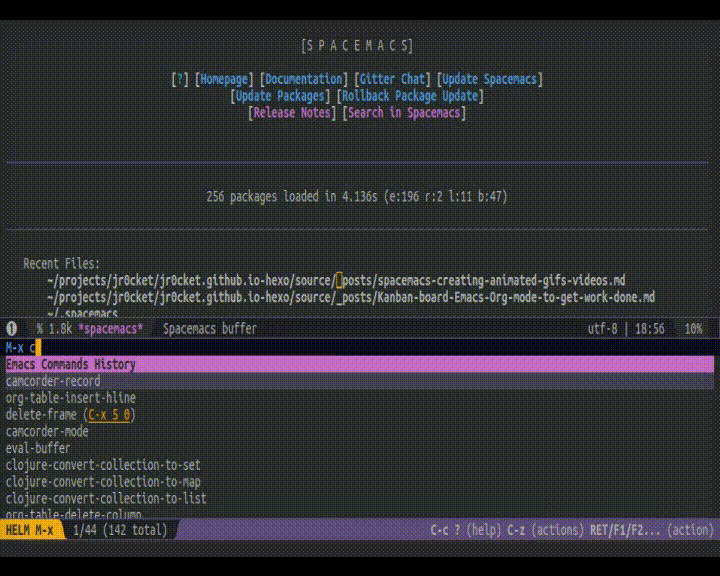 [S P A C E M A C S]
[?] [Homepage] [Documentation] [Gitter Chat] [Update Spacemacs]
[Update Packages] [Rollback Package Update]
[Release Notes] [Search in Spacemacs]
256 packages loaded in 4.136s (e:196 r:2 l:11 b:47)
Recent Files:
~/projects/jr0cket/jr0cket.github.io-hexo/source/_posts/spacemacs-creating-animated-gifs-videos.md
~/projects/jr0cket/jr0cket.github.io-hexo/source/_posts/Kanban-board-Emacs-Org-mode-to-get-work-done.md
~/.spacemacs
❶ % 1.8k *spacemacs* Spacemacs buffer utf-8 | 18:56 10%
M-x c
Emacs Commands History
camcorder-record
org-table-insert-hline
delete-frame (C-x 5 0)
camcorder-mode
eval-buffer
clojure-convert-collection-to-set
clojure-convert-collection-to-map
clojure-convert-collection-to-list
org-table-delete-column
HELM M-x 1/44 (142 total) C-c ? (help) C-z (actions) RET/F1/F2... (action)